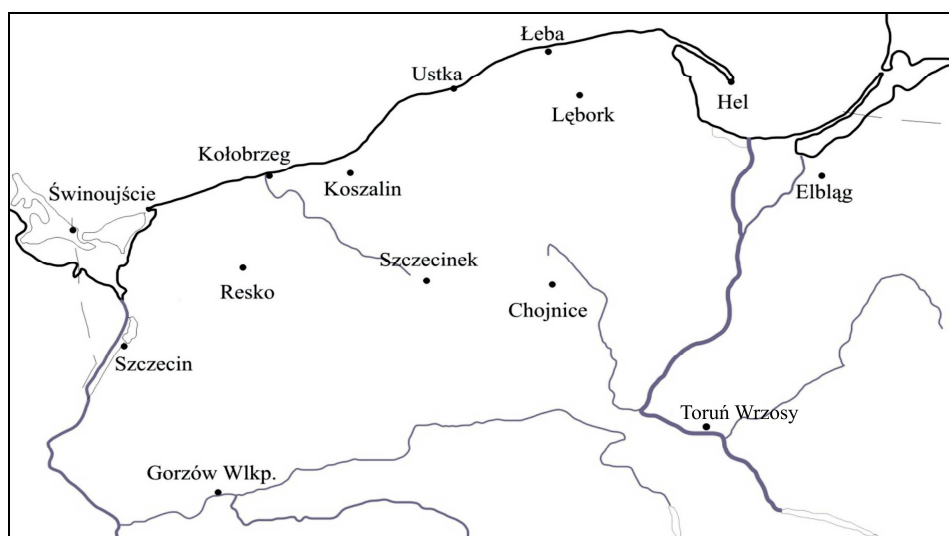 Łeba
Ustka
Hel
Lębork
Kołobrzeg
Koszalin
Świnoujście
Elbląg
Szczecinek
Resko
Chojnice
Szczecin
Toruń Wrzosy
Gorzów Wlkp.